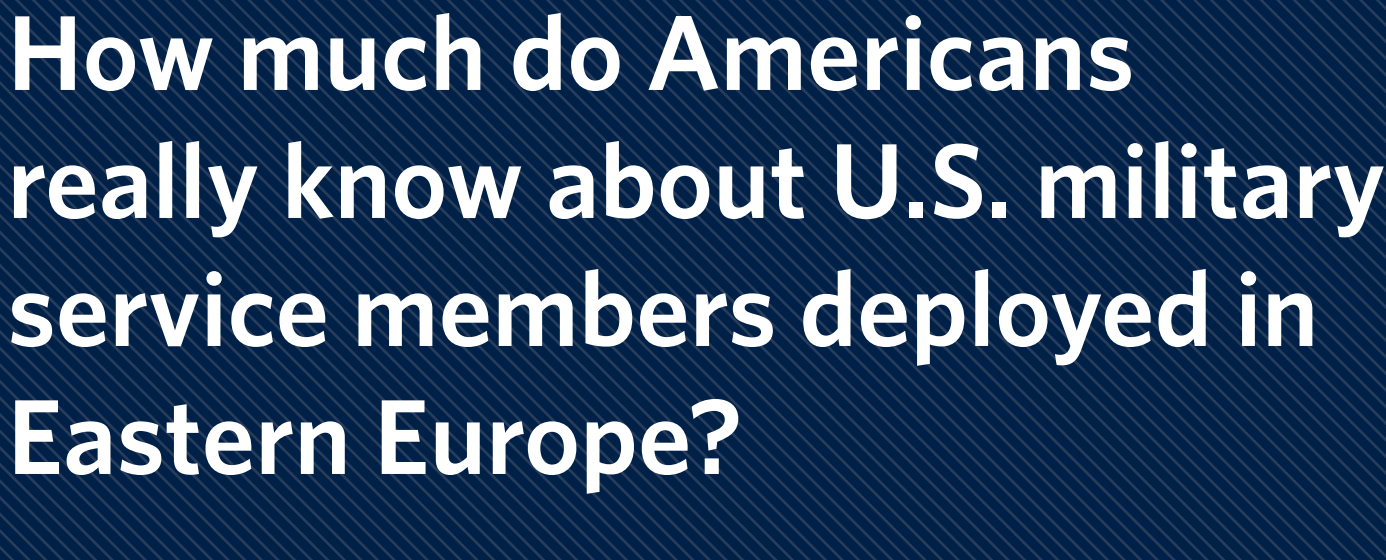 How much do Americans
really know about U.S. military
service members deployed in
Eastern Europe?